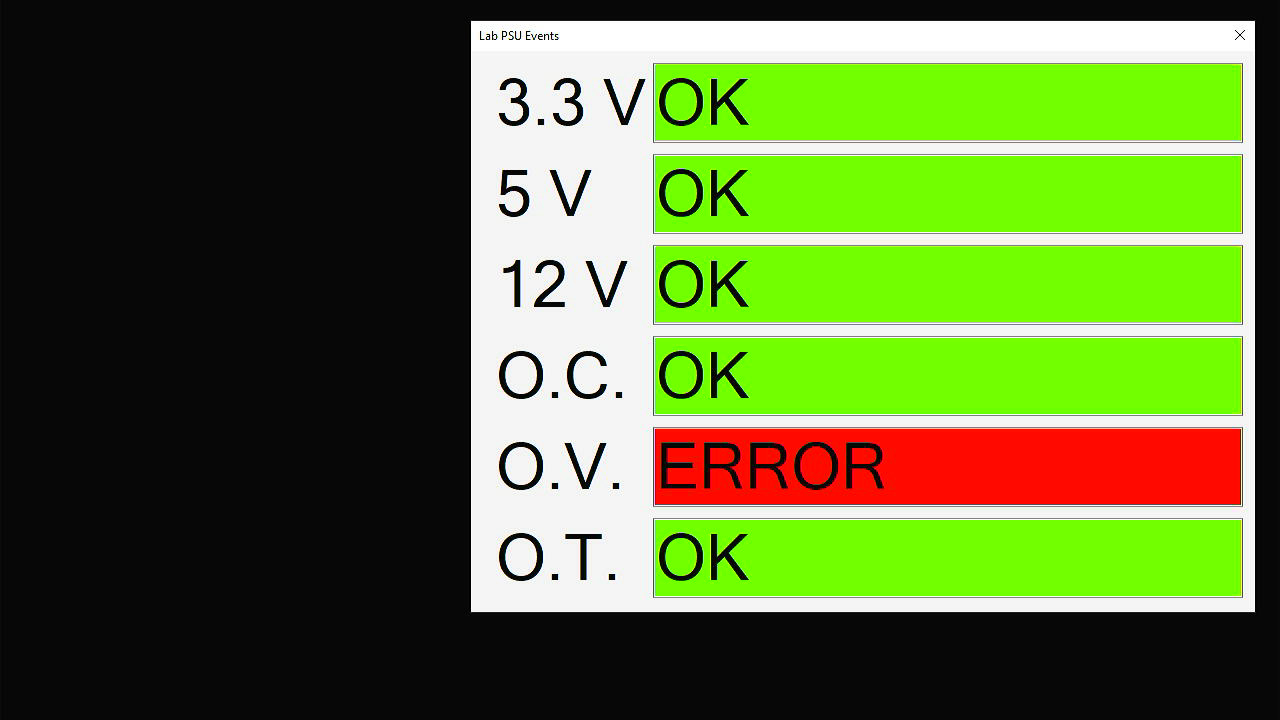 Lab PSU Events
3.3 V OK
5 V OK
12 V OK
O.C. OK
O.V. ERROR
O.T. OK